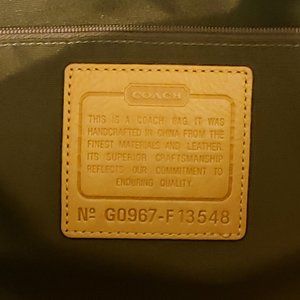 COACH
THIS IS A COACH BAG. IT WAS
HANDCRAFTED IN CHINA FROM THE
FINEST MATERIALS AND LEATHER.
ITS SUPERIOR CRAFTSMANSHIP
REFLECTS OUR COMMITMENT TO
ENDURING QUALITY.
Nº G0967-F13548